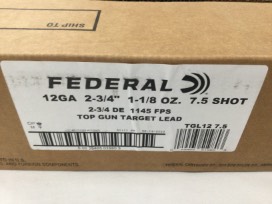 SHIP TO
FEDERAL
12GA 2-3/4" 1-1/8 OZ. 7.5 SHOT
2-3/4 DE 1145 FPS
TOP GUN TARGET LEAD
TGL12 7.5